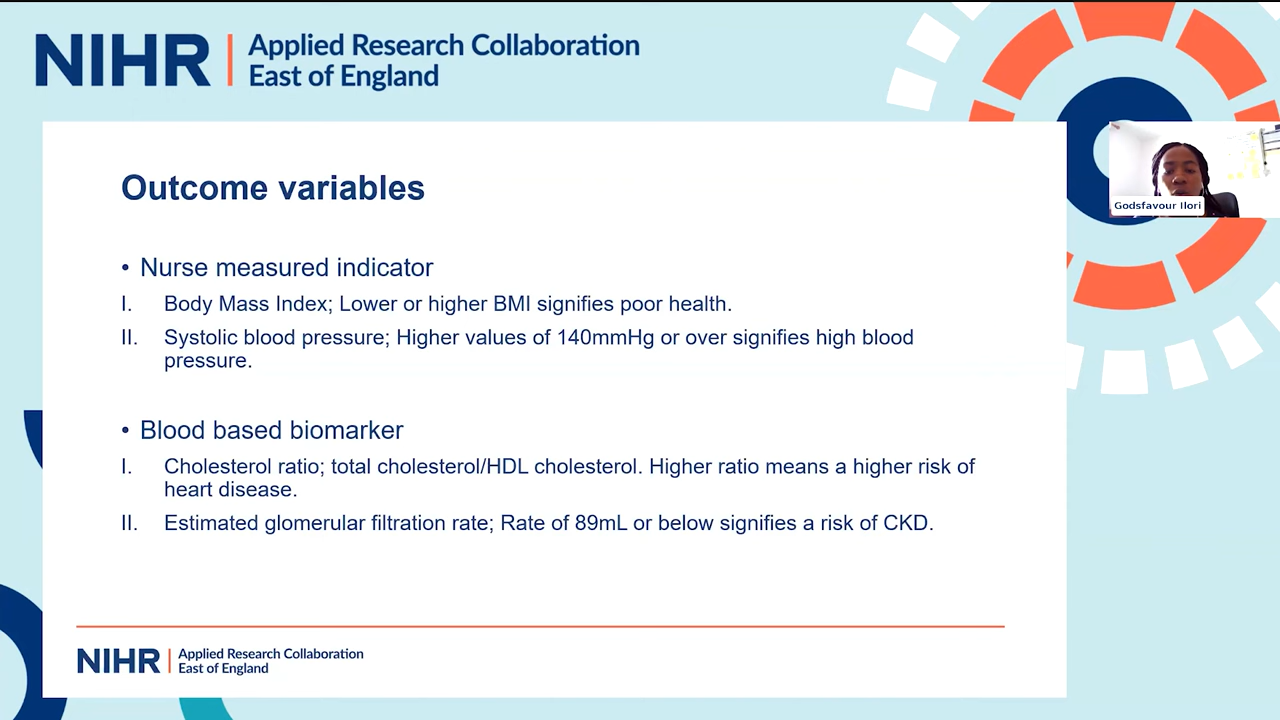 NIHR | Applied Research Collaboration
East of England
Outcome variables
• Nurse measured indicator
I. Body Mass Index; Lower or higher BMI signifies poor health.
II. Systolic blood pressure; Higher values of 140mmHg or over signifies high blood
pressure.
• Blood based biomarker
I. Cholesterol ratio; total cholesterol/HDL cholesterol. Higher ratio means a higher risk of
heart disease.
II. Estimated glomerular filtration rate; Rate of 89mL or below signifies a risk of CKD.
Godsfavour Ilori
NIHR | Applied Research Collaboration
East of England